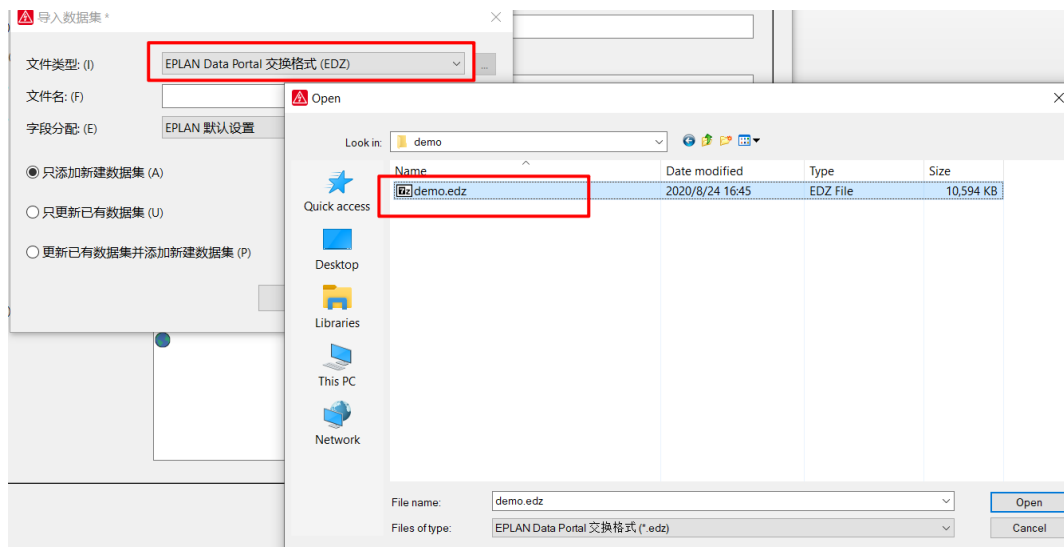 导入数据集 *
文件类型: (I)
EPLAN Data Portal 交换格式 (EDZ)
...
文件名: (F)
字段分配: (E)
EPLAN 默认设置
只添加新建数据集 (A)
只更新已有数据集 (U)
更新已有数据集并添加新建数据集 (P)
Open
Look in:
demo
Name
Date modified
Type
Size
demo.edz
2020/8/24 16:45
EDZ File
10,594 KB
Quick access
Desktop
Libraries
This PC
Network
File name:
demo.edz
Open
Files of type:
EPLAN Data Portal 交换格式 (*.edz)
Cancel